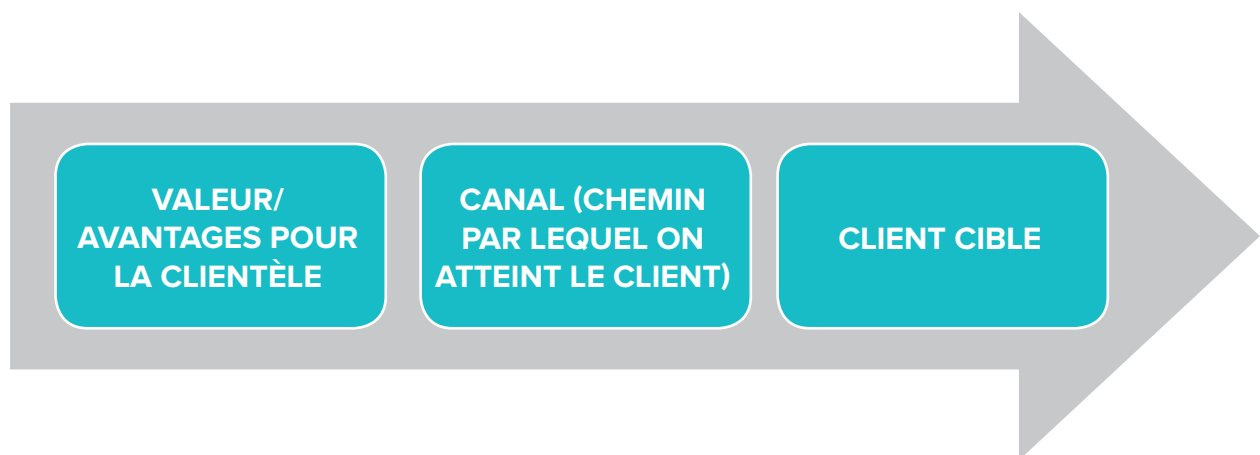 VALEUR/
AVANTAGES POUR
LA CLIENTÈLE
CANAL (CHEMIN
PAR LEQUEL ON
ATTEINT LE CLIENT)
CLIENT CIBLE